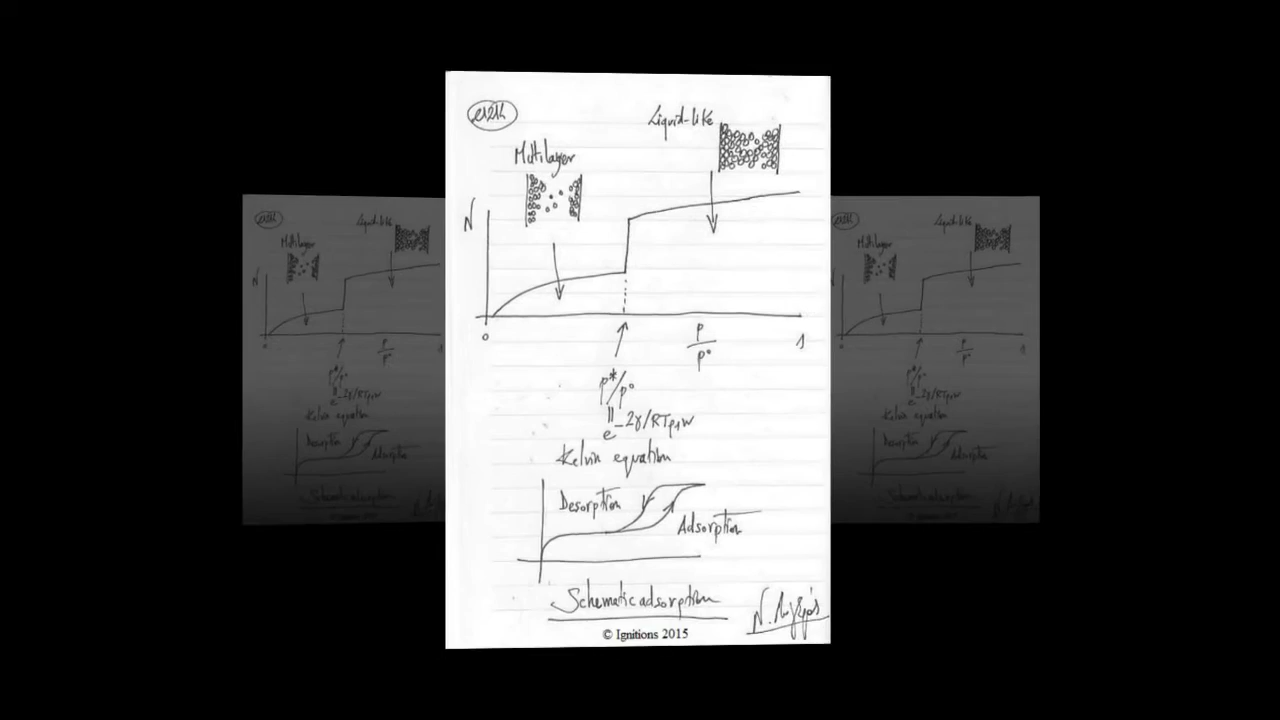 Liquid-like
Multilayer
N
0
p
p°
1
p*/p°
||
e -2γ/RTρ1W
Kelvin equation
Desorption
Adsorption
Schematic adsorption
© Ignitions 2015